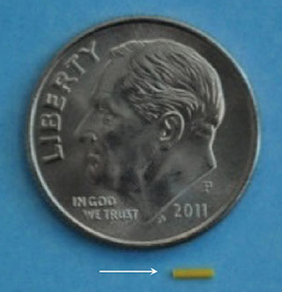 LIBERTY
IN GOD
WE TRUST
P
2011